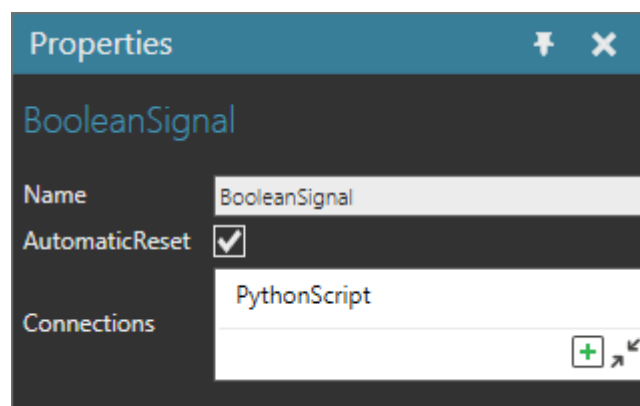 Properties
BooleanSignal
Name BooleanSignal
AutomaticReset
Connections PythonScript